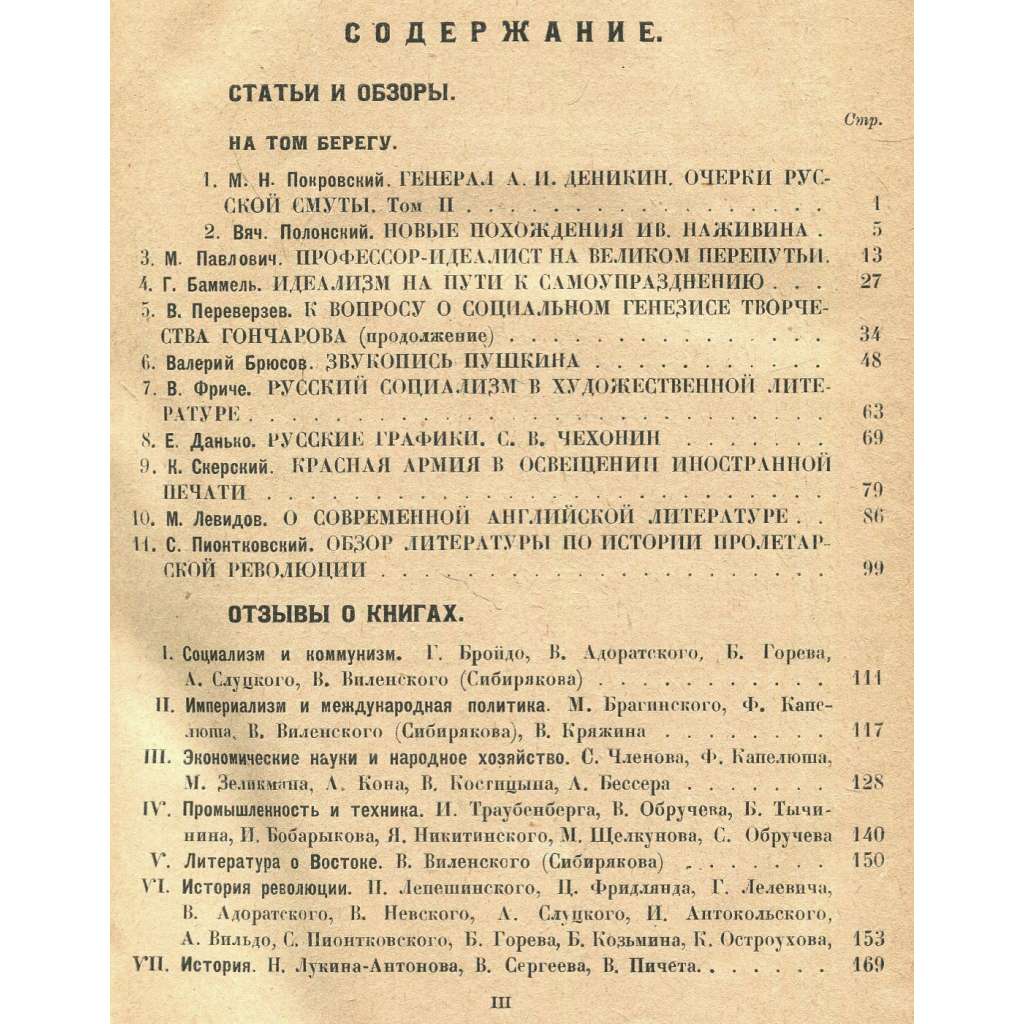 СОДЕРЖАНИЕ.
СТАТЬИ И ОБЗОРЫ.
Стр.
НА ТОМ БЕРЕГУ.
1. М. Н. Покровский. ГЕНЕРАЛ А. И. ДЕНИКИН. ОЧЕРКИ РУС-
СКОЙ СМУТЫ. Том II . . . . . . . . . . . . . . . . . 1
2. Вяч. Полонский. НОВЫЕ ПОХОЖДЕНИЯ ИВ. НАЖИВИНА . 5
3. М. Павлович. ПРОФЕССОР-ИДЕАЛИСТ НА ВЕЛИКОМ ПЕРЕПУТЬИ. 13
4. Г. Баммель. ИДЕАЛИЗМ НА ПУТИ К САМОУПРАЗДНЕНИЮ . . . 27
5. В. Переверзев. К ВОПРОСУ О СОЦИАЛЬНОМ ГЕНЕЗИСЕ ТВОРЧЕ-
СТВА ГОНЧАРОВА (продолжение) . . . . . . . . . . . . . . . 34
6. Валерий Брюсов. ЗВУКОПИСЬ ПУШКИНА . . . . . . . . . . . 48
7. В. Фриче. РУССКИЙ СОЦИАЛИЗМ В ХУДОЖЕСТВЕННОЙ ЛИТЕ-
РАТУРЕ . . . . . . . . . . . . . . . . . . . . . . . . . . . 63
8. Е. Данько. РУССКИЕ ГРАФИКИ. С. В. ЧЕХОНИН . . . . . . . 69
9. К. Скерский. КРАСНАЯ АРМИЯ В ОСВЕЩЕНИИ ИНОСТРАННОЙ
ПЕЧАТИ . . . . . . . . . . . . . . . . . . . . . . . . . . . 79
10. М. Левидов. О СОВРЕМЕННОЙ АНГЛИЙСКОЙ ЛИТЕРАТУРЕ . . 86
11. С. Пионтковский. ОБЗОР ЛИТЕРАТУРЫ ПО ИСТОРИИ ПРОЛЕТАР-
СКОЙ РЕВОЛЮЦИИ . . . . . . . . . . . . . . . . . . . . . 99
ОТЗЫВЫ О КНИГАХ.
I. Социализм и коммунизм. Г. Бройдо, В. Адоратского, Б. Горева,
А. Слуцкого, В. Виленского (Сибирякова) . . . . . . . . . . . 111
II. Империализм и международная политика. М. Брагинского, Ф. Капе-
люша, В. Виленского (Сибирякова), В. Кряжина . . . . . . . . 117
III. Экономические науки и народное хозяйство. С. Членова, Ф. Капелюша,
М. Зеликмана, А. Кона, В. Костицына, А. Бессера . . . . . . . 128
IV. Промышленность и техника. И. Траубенберга, В. Обручева, Б. Тычи-
нина, И. Бобарыкова, Я. Никитинского, М. Щелкунова, С. Обручева 140
V. Литература о Востоке. В. Виленского (Сибирякова) . . . . . . . 150
VI. История революции. П. Лепешинского, Ц. Фридлянда, Г. Лелевича,
В. Адоратского, В. Невского, А. Слуцкого, И. Антокольского,
А. Вильдо, С. Пионтковского, Б. Горева, Б. Козьмина, К. Остроухова, 153
VII. История. Н. Лукина-Антонова, В. Сергеева, В. Пичета. . . . . . . 169
III